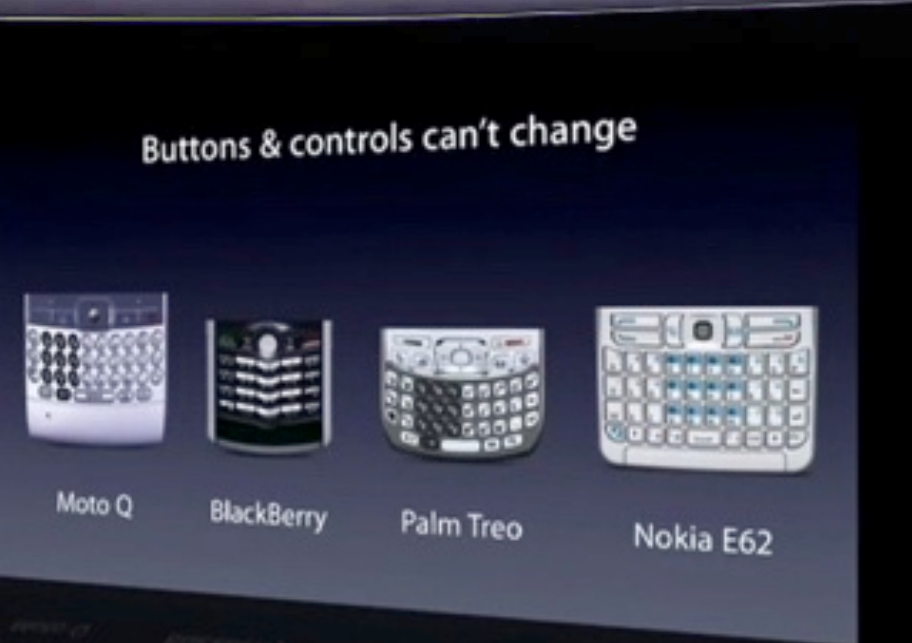 Buttons & controls can't change
Moto Q
BlackBerry
Palm Treo
Nokia E62